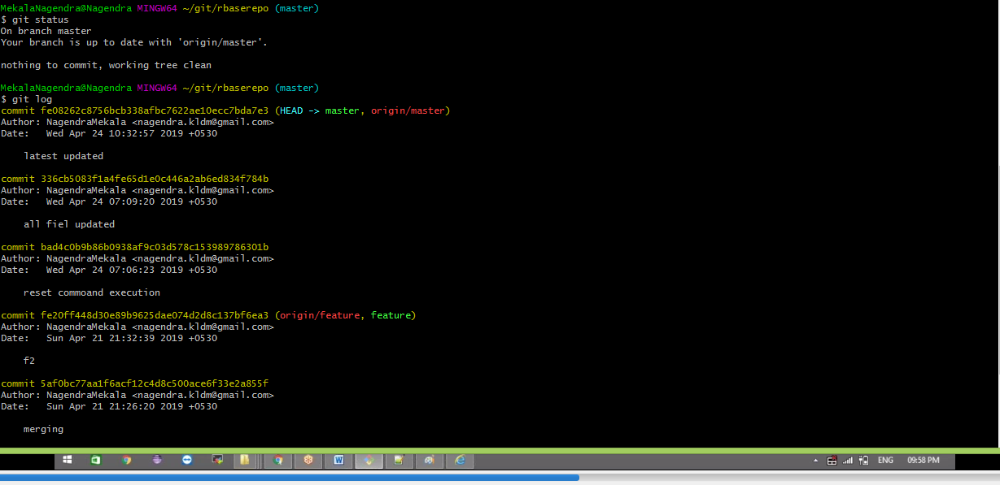 MekalaNagendra@Nagendra MINGW64 ~/git/rbaserepo (master)
$ git status
On branch master
Your branch is up to date with 'origin/master'.
nothing to commit, working tree clean
MekalaNagendra@Nagendra MINGW64 ~/git/rbaserepo (master)
$ git log
commit fe08262c8756bcb338afbc7622ae10ecc7bda7e3 (HEAD -> master, origin/master)
Author: NagendraMekala <nagendra.kldm@gmail.com>
Date:   Wed Apr 24 10:32:57 2019 +0530
latest updated
commit 336cb5083f1a4fe65d1e0c446a2ab6ed834f784b
Author: NagendraMekala <nagendra.kldm@gmail.com>
Date:   Wed Apr 24 07:09:20 2019 +0530
all fiel updated
commit bad4c0b9b86b0938af9c03d578c153989786301b
Author: NagendraMekala <nagendra.kldm@gmail.com>
Date:   Wed Apr 24 07:06:23 2019 +0530
reset commoand execution
commit fe20ff448d30e89b9625dae074d2d8c137bf6ea3 (origin/feature, feature)
Author: NagendraMekala <nagendra.kldm@gmail.com>
Date:   Sun Apr 21 21:32:39 2019 +0530
f2
commit 5af0bc77aa1f6acf12c4d8c500ace6f33e2a855f
Author: NagendraMekala <nagendra.kldm@gmail.com>
Date:   Sun Apr 21 21:26:20 2019 +0530
merging
ENG 09:58 PM